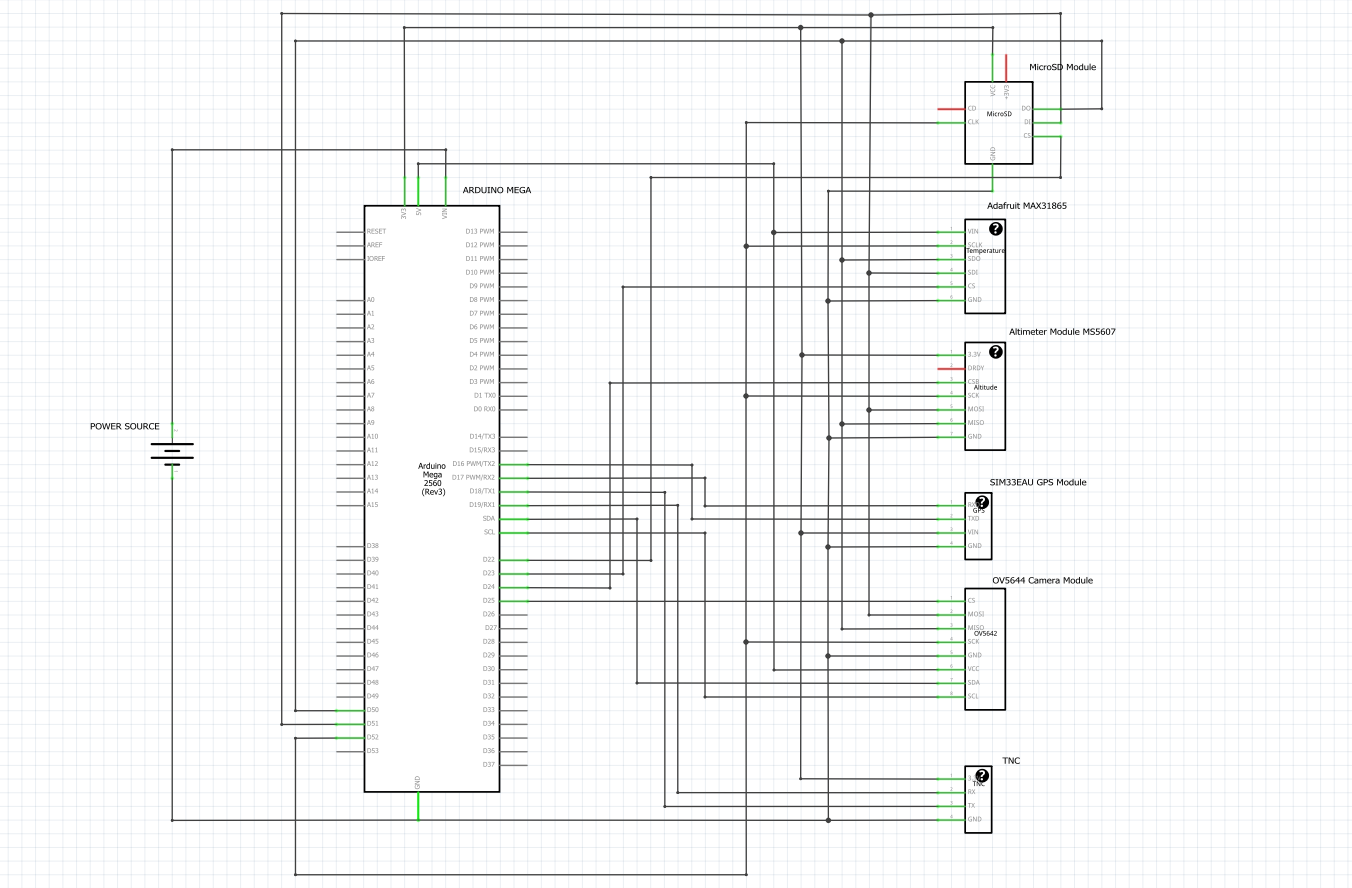 MicroSD Module
VCC
+3V3
CD
CLK
MicroSD
DO
DI
CS
GND
ARDUINO MEGA
3V3
5V
VIN
RESET
AREF
IOREF
A0
A1
A2
A3
A4
A5
A6
A7
A8
A9
A10
A11
A12
A13
A14
A15
D38
D39
D40
D41
D42
D43
D44
D45
D46
D47
D48
D49
D50
D51
D52
D53
GND
Arduino
Mega
2560
(Rev3)
D13 PWM
D12 PWM
D11 PWM
D10 PWM
D9 PWM
D8 PWM
D7 PWM
D6 PWM
D5 PWM
D4 PWM
D2 PWM
D3 PWM
D1 TX0
D0 RX0
D14/TX3
D15/RX3
D16 PWM/TX2
D17 PWM/RX2
D18/TX1
D19/RX1
SDA
SCL
D22
D23
D24
D25
D26
D27
D28
D29
D30
D31
D32
D33
D34
D35
D36
D37
POWER SOURCE
Adafruit MAX31865
VIN
SCLK
Temperature
SDO
SDI
CS
GND
Altimeter Module MS5607
3.3V
DRDY
CSB
Altitude
SCK
MOSI
MISO
GND
SIM33EAU GPS Module
GPS
TXD
VIN
GND
OV5644 Camera Module
CS
MOSI
MISO
OV5642
SCK
GND
VCC
SDA
SCL
TNC
TNC
RX
TX
GND